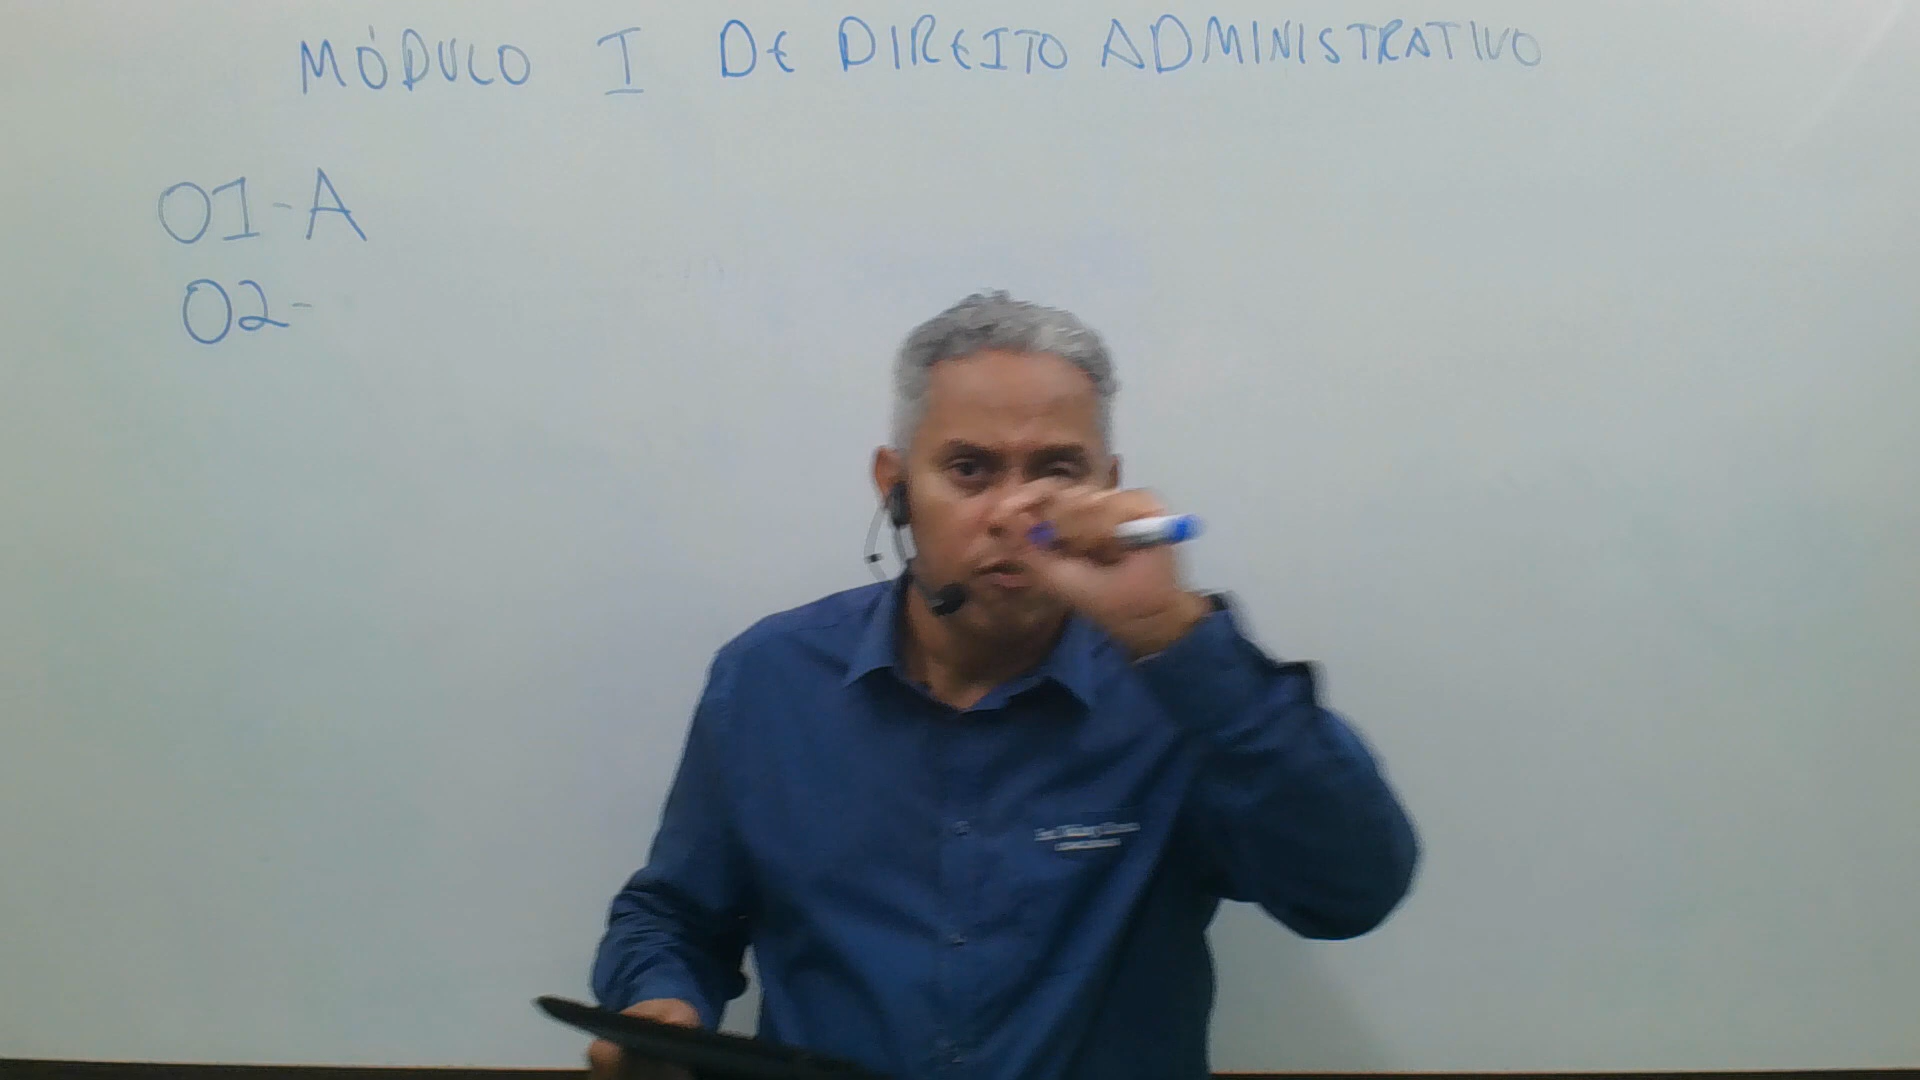 MÓDULO I DE DIREITO ADMINISTRATIVO
01-A
02-